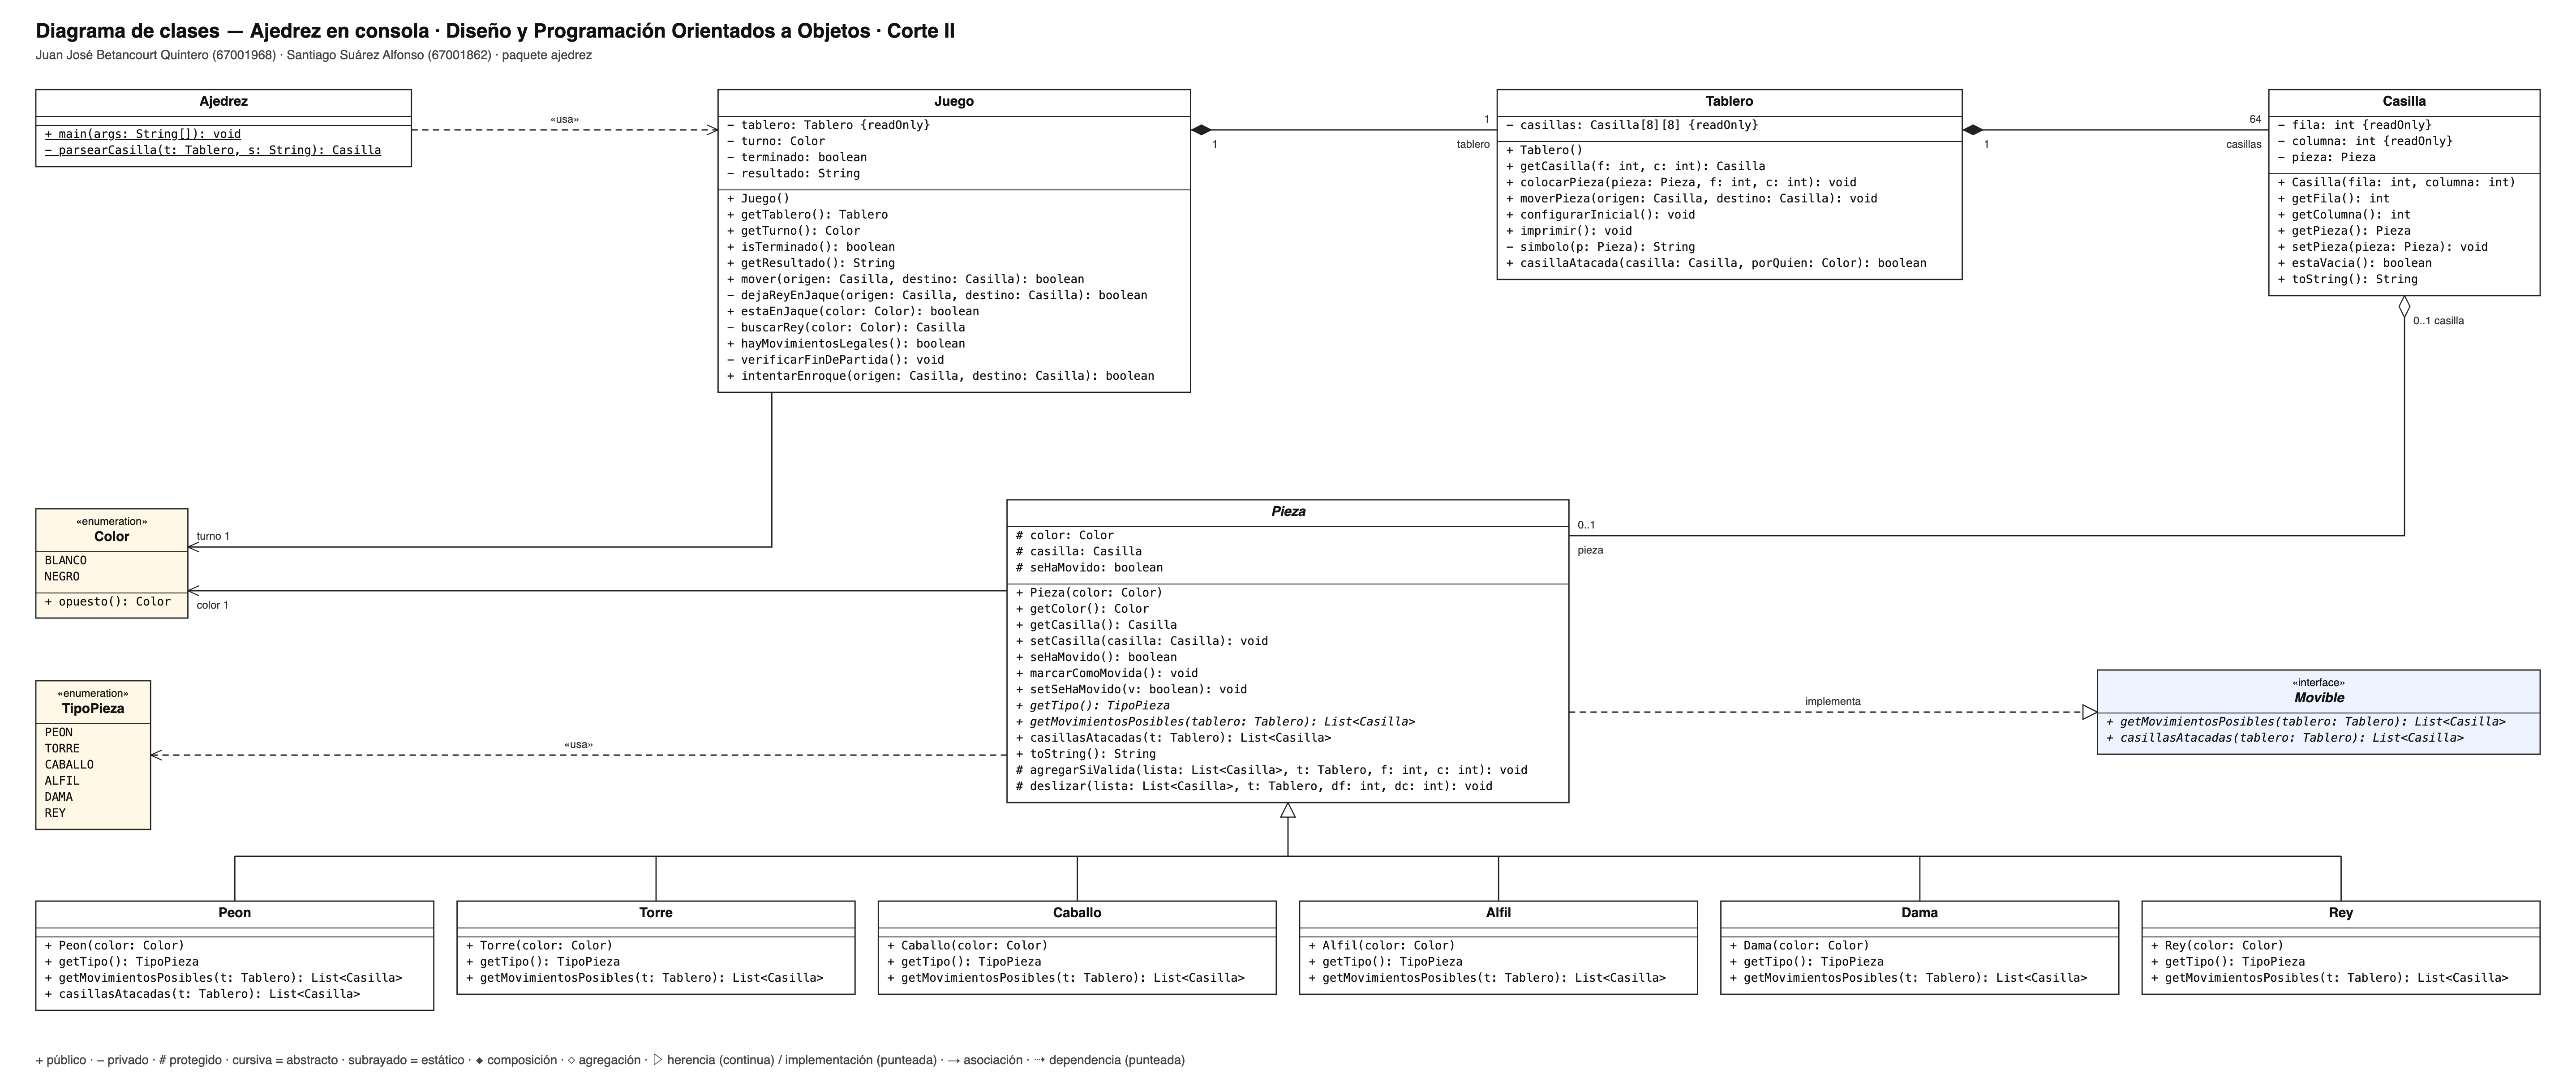 Diagrama de clases — Ajedrez en consola · Diseño y Programación Orientados a Objetos · Corte II
Juan José Betancourt Quintero (67001968) · Santiago Suárez Alfonso (67001862) · paquete ajedrez
Ajedrez
+ main(args: String[]): void
− parsearCasilla(t: Tablero, s: String): Casilla
«usa»
Juego
− tablero: Tablero {readOnly}
− turno: Color
− terminado: boolean
− resultado: String
+ Juego()
+ getTablero(): Tablero
+ getTurno(): Color
+ isTerminado(): boolean
+ getResultado(): String
+ mover(origen: Casilla, destino: Casilla): boolean
− dejaReyEnJaque(origen: Casilla, destino: Casilla): boolean
+ estaEnJaque(color: Color): boolean
− buscarRey(color: Color): Casilla
+ hayMovimientosLegales(): boolean
− verificarFinDePartida(): void
+ intentarEnroque(origen: Casilla, destino: Casilla): boolean
1
1
tablero
Tablero
− casillas: Casilla[8][8] {readOnly}
+ Tablero()
+ getCasilla(f: int, c: int): Casilla
+ colocarPieza(pieza: Pieza, f: int, c: int): void
+ moverPieza(origen: Casilla, destino: Casilla): void
+ configurarInicial(): void
+ imprimir(): void
− simbolo(p: Pieza): String
+ casillaAtacada(casilla: Casilla, porQuien: Color): boolean
1
64
casillas
Casilla
− fila: int {readOnly}
− columna: int {readOnly}
− pieza: Pieza
+ Casilla(fila: int, columna: int)
+ getFila(): int
+ getColumna(): int
+ getPieza(): Pieza
+ setPieza(pieza: Pieza): void
+ estaVacia(): boolean
+ toString(): String
0..1 casilla
«enumeration»
Color
BLANCO
NEGRO
+ opuesto(): Color
turno 1
color 1
Pieza
# color: Color
# casilla: Casilla
# seHaMovido: boolean
+ Pieza(color: Color)
+ getColor(): Color
+ getCasilla(): Casilla
+ setCasilla(casilla: Casilla): void
+ seHaMovido(): boolean
+ marcarComoMovida(): void
+ setSeHaMovido(v: boolean): void
+ getTipo(): TipoPieza
+ getMovimientosPosibles(tablero: Tablero): List<Casilla>
+ casillasAtacadas(t: Tablero): List<Casilla>
+ toString(): String
# agregarSiValida(lista: List<Casilla>, t: Tablero, f: int, c: int): void
# deslizar(lista: List<Casilla>, t: Tablero, df: int, dc: int): void
0..1
pieza
«enumeration»
TipoPieza
PEON
TORRE
CABALLO
ALFIL
DAMA
REY
«usa»
implementa
«interface»
Movible
+ getMovimientosPosibles(tablero: Tablero): List<Casilla>
+ casillasAtacadas(tablero: Tablero): List<Casilla>
Peon
+ Peon(color: Color)
+ getTipo(): TipoPieza
+ getMovimientosPosibles(t: Tablero): List<Casilla>
+ casillasAtacadas(t: Tablero): List<Casilla>
Torre
+ Torre(color: Color)
+ getTipo(): TipoPieza
+ getMovimientosPosibles(t: Tablero): List<Casilla>
Caballo
+ Caballo(color: Color)
+ getTipo(): TipoPieza
+ getMovimientosPosibles(t: Tablero): List<Casilla>
Alfil
+ Alfil(color: Color)
+ getTipo(): TipoPieza
+ getMovimientosPosibles(t: Tablero): List<Casilla>
Dama
+ Dama(color: Color)
+ getTipo(): TipoPieza
+ getMovimientosPosibles(t: Tablero): List<Casilla>
Rey
+ Rey(color: Color)
+ getTipo(): TipoPieza
+ getMovimientosPosibles(t: Tablero): List<Casilla>
+ público · − privado · # protegido · cursiva = abstracto · subrayado = estático · ◆ composición · ◇ agregación · ▷ herencia (continua) / implementación (punteada) · → asociación · ⇢ dependencia (punteada)